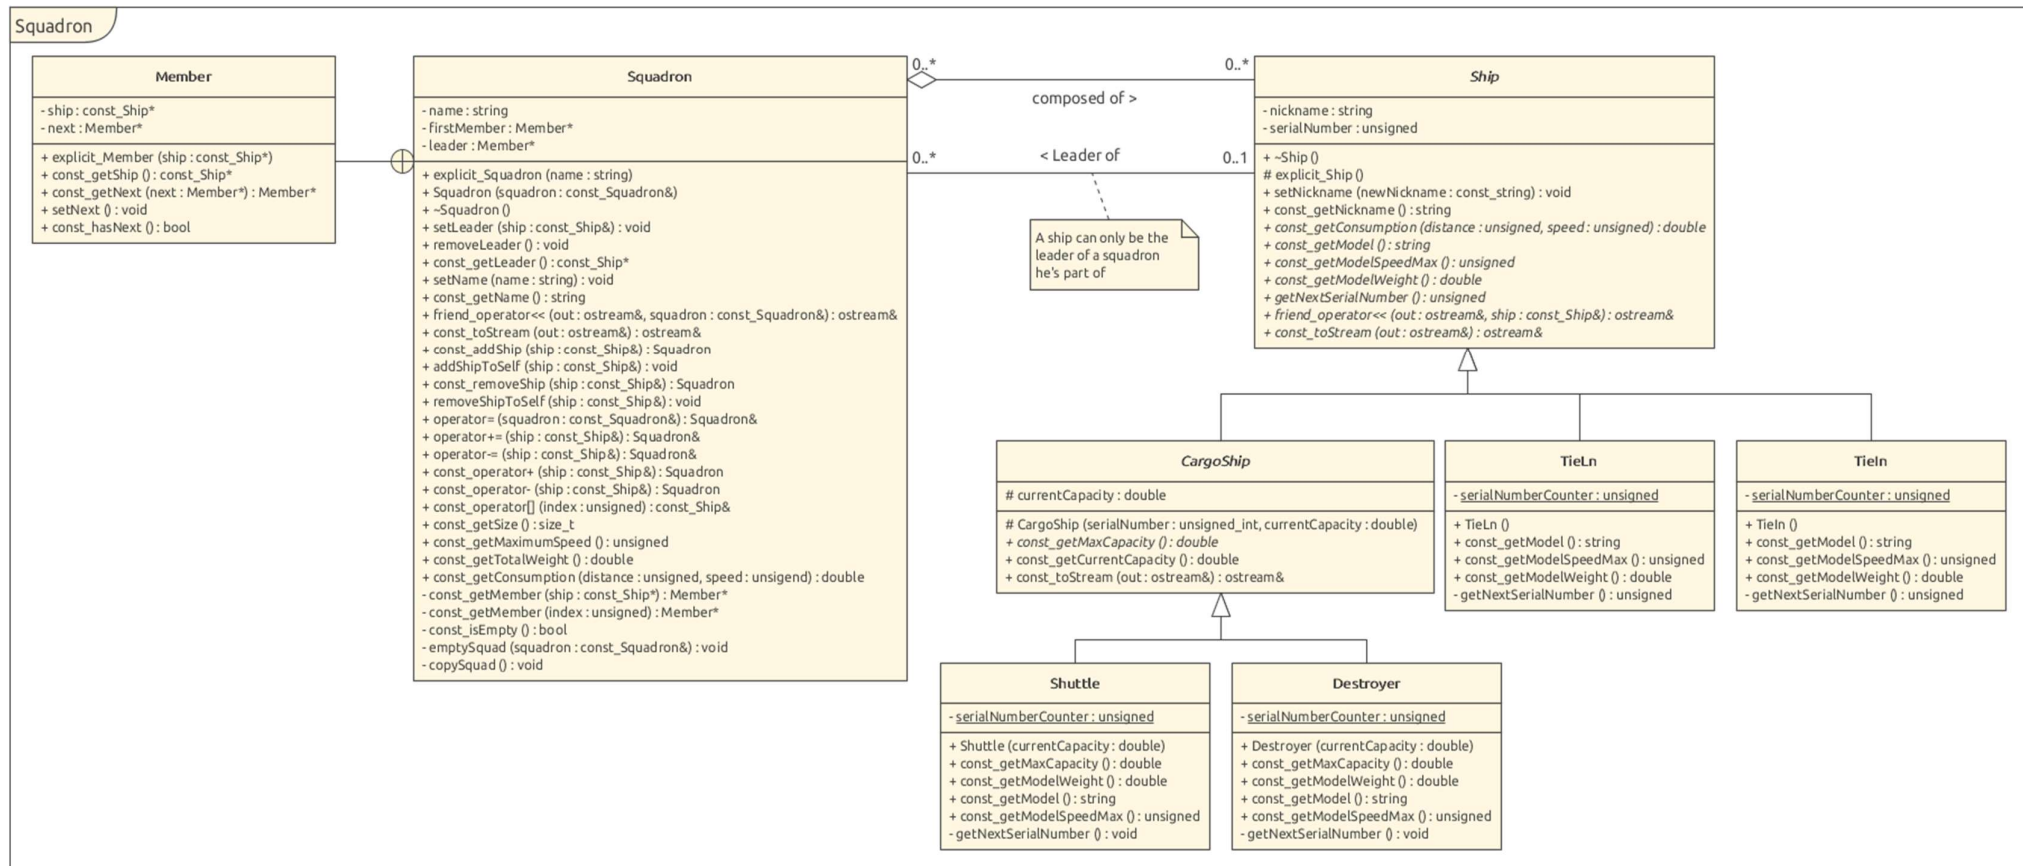 Squadron
Member
- ship : const_Ship*
- next : Member*
+ explicit_Member (ship : const_Ship*)
+ const_getShip () : const_Ship*
+ const_getNext (next : Member*) : Member*
+ setNext () : void
+ const_hasNext () : bool
Squadron
- name : string
- firstMember : Member*
- leader : Member*
+ explicit_Squadron (name : string)
+ Squadron (squadron : const_Squadron&)
+ ~Squadron ()
+ setLeader (ship : const_Ship&) : void
+ removeLeader () : void
+ const_getLeader () : const_Ship*
+ setName (name : string) : void
+ const_getName () : string
+ friend_operator<< (out : ostream&, squadron : const_Squadron&) : ostream&
+ const_toStream (out : ostream&) : ostream&
+ const_addShip (ship : const_Ship&) : Squadron
+ addShipToSelf (ship : const_Ship&) : void
+ const_removeShip (ship : const_Ship&) : Squadron
+ removeShipToSelf (ship : const_Ship&) : void
+ operator= (squadron : const_Squadron&) : Squadron&
+ operator+= (ship : const_Ship&) : Squadron&
+ operator-= (ship : const_Ship&) : Squadron&
+ const_operator+ (ship : const_Ship&) : Squadron
+ const_operator- (ship : const_Ship&) : Squadron
+ const_operator[] (index : unsigned) : const_Ship&
+ const_getSize () : size_t
+ const_getMaximumSpeed () : unsigned
+ const_getTotalWeight () : double
+ const_getConsumption (distance : unsigned, speed : unsigend) : double
- const_getMember (ship : const_Ship*) : Member*
- const_getMember (index : unsigned) : Member*
- const_isEmpty () : bool
- emptySquad (squadron : const_Squadron&) : void
- copySquad () : void
0..*
0..*
composed of >
0..*
< Leader of
0..1
A ship can only be the
leader of a squadron
he's part of
Ship
- nickname : string
- serialNumber : unsigned
+ ~Ship ()
# explicit_Ship ()
+ setNickname (newNickname : const_string) : void
+ const_getNickname () : string
+ const_getConsumption (distance : unsigned, speed : unsigned) : double
+ const_getModel () : string
+ const_getModelSpeedMax () : unsigned
+ const_getModelWeight () : double
+ getNextSerialNumber () : unsigned
+ friend_operator<< (out : ostream&, ship : const_Ship&) : ostream&
+ const_toStream (out : ostream&) : ostream&
CargoShip
# currentCapacity : double
# CargoShip (serialNumber : unsigned_int, currentCapacity : double)
+ const_getMaxCapacity () : double
+ const_getCurrentCapacity () : double
+ const_toStream (out : ostream&) : ostream&
TieLn
- serialNumberCounter : unsigned
+ TieLn ()
+ const_getModel () : string
+ const_getModelSpeedMax () : unsigned
+ const_getModelWeight () : double
- getNextSerialNumber () : unsigned
TieIn
- serialNumberCounter : unsigned
+ TieIn ()
+ const_getModel () : string
+ const_getModelSpeedMax () : unsigned
+ const_getModelWeight () : double
- getNextSerialNumber () : unsigned
Shuttle
- serialNumberCounter : unsigned
+ Shuttle (currentCapacity : double)
+ const_getMaxCapacity () : double
+ const_getModelWeight () : double
+ const_getModel () : string
+ const_getModelSpeedMax () : unsigned
- getNextSerialNumber () : void
Destroyer
- serialNumberCounter : unsigned
+ Destroyer (currentCapacity : double)
+ const_getMaxCapacity () : double
+ const_getModelWeight () : double
+ const_getModel () : string
+ const_getModelSpeedMax () : unsigned
- getNextSerialNumber () : void